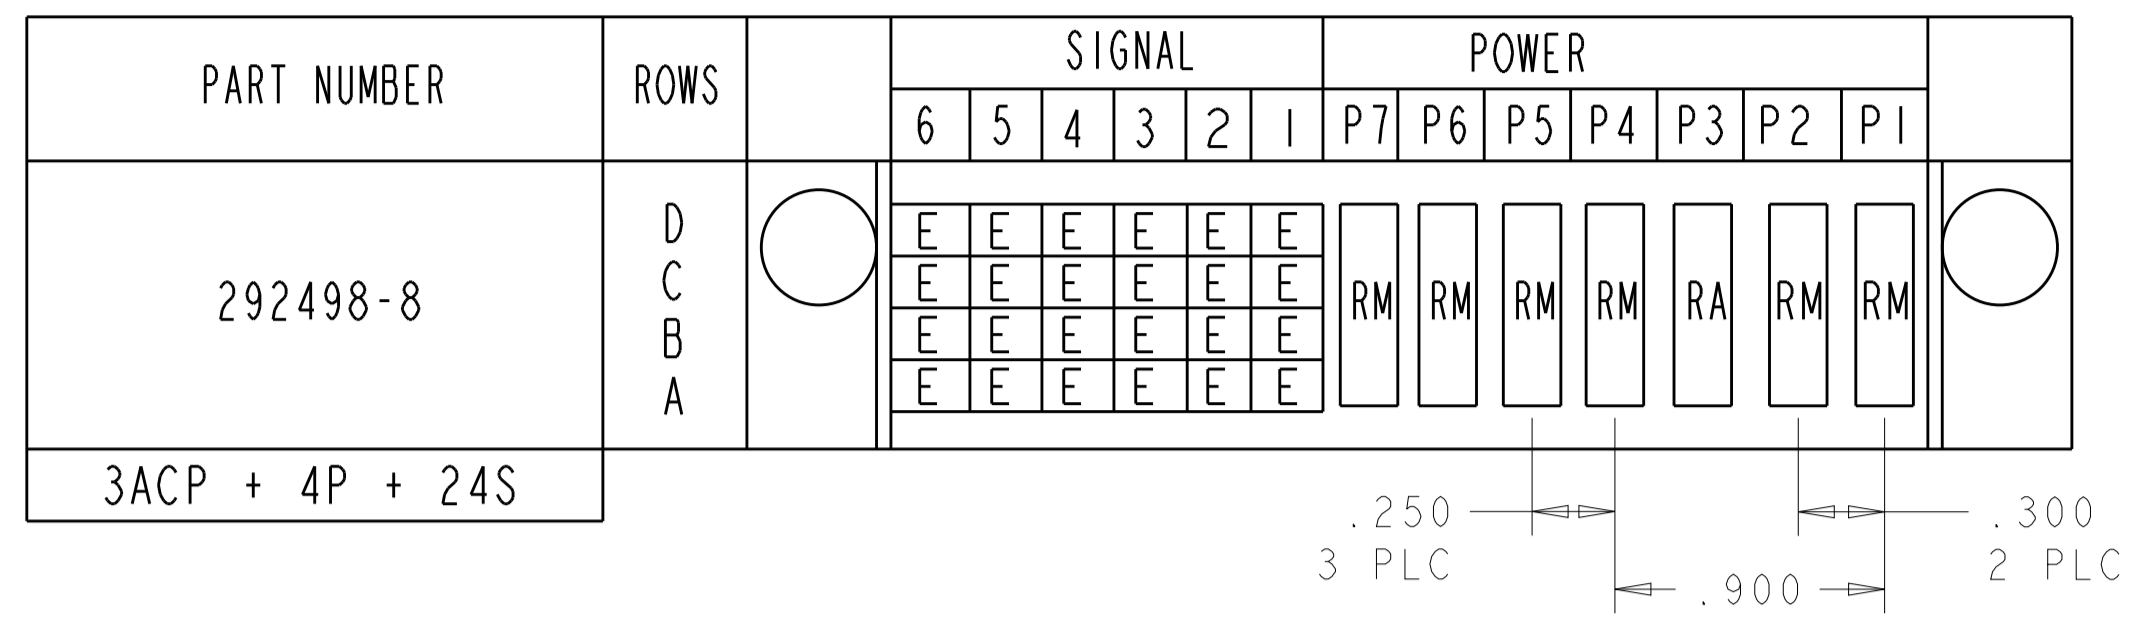 PART NUMBER ROWS SIGNAL POWER
6 5 4 3 2 1 P7 P6 P5 P4 P3 P2 P1
D E E E E E E
C E E E E E E
292498-8 RM RM RM RM RA RM RM
B E E E E E E
A E E E E E E
3ACP + 4P + 24S
.250 .300
3 PLC 2 PLC
.900